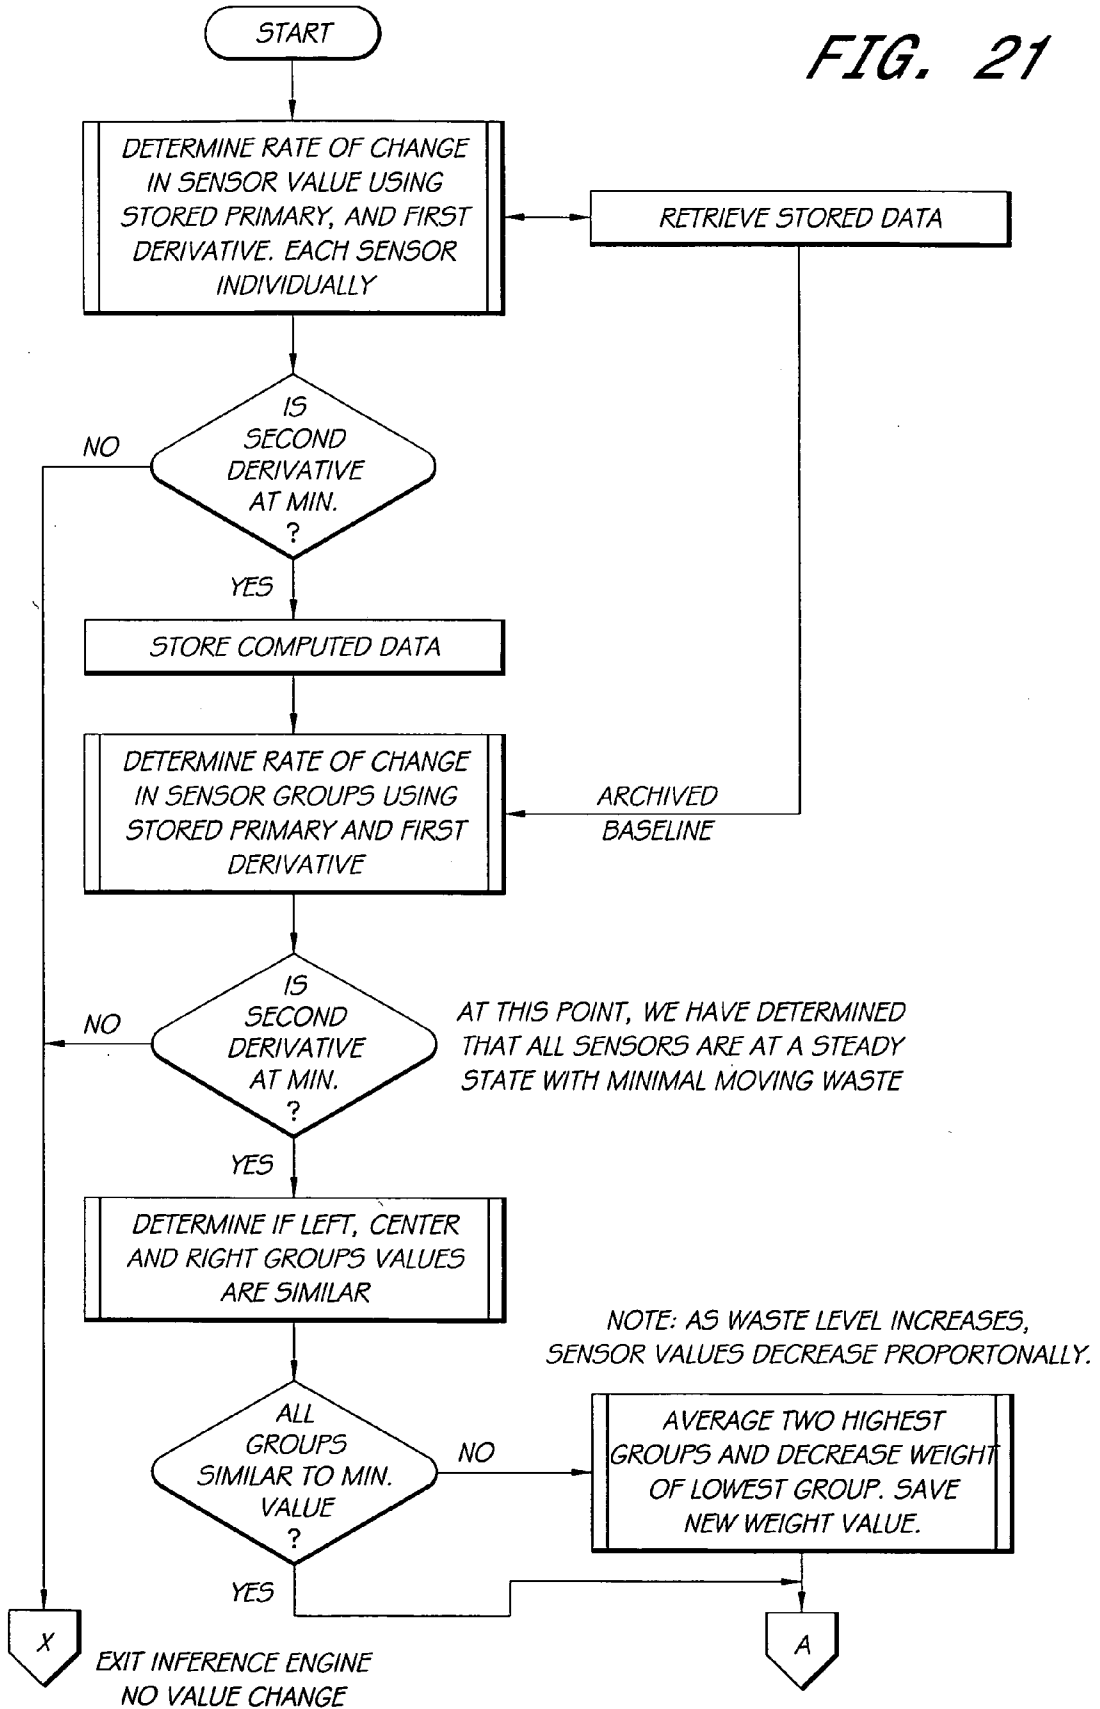 START
FIG. 21
DETERMINE RATE OF CHANGE
IN SENSOR VALUE USING
STORED PRIMARY, AND FIRST
DERIVATIVE. EACH SENSOR
INDIVIDUALLY
RETRIEVE STORED DATA
IS
SECOND
DERIVATIVE
AT MIN.
?
NO
YES
STORE COMPUTED DATA
DETERMINE RATE OF CHANGE
IN SENSOR GROUPS USING
STORED PRIMARY AND FIRST
DERIVATIVE
ARCHIVED
BASELINE
IS
SECOND
DERIVATIVE
AT MIN.
?
NO
AT THIS POINT, WE HAVE DETERMINED
THAT ALL SENSORS ARE AT A STEADY
STATE WITH MINIMAL MOVING WASTE
YES
DETERMINE IF LEFT, CENTER
AND RIGHT GROUPS VALUES
ARE SIMILAR
NOTE: AS WASTE LEVEL INCREASES,
SENSOR VALUES DECREASE PROPORTONALLY.
ALL
GROUPS
SIMILAR TO MIN.
VALUE
?
NO
AVERAGE TWO HIGHEST
GROUPS AND DECREASE WEIGHT
OF LOWEST GROUP. SAVE
NEW WEIGHT VALUE.
YES
X
EXIT INFERENCE ENGINE
NO VALUE CHANGE
A